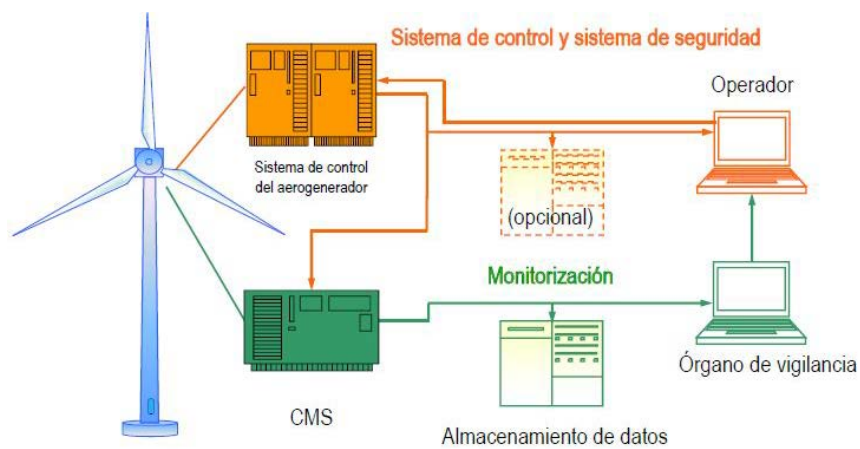 Sistema de control y sistema de seguridad
Operador
Sistema de control
del aerogenerador
(opcional)
Monitorización
Órgano de vigilancia
CMS
Almacenamiento de datos